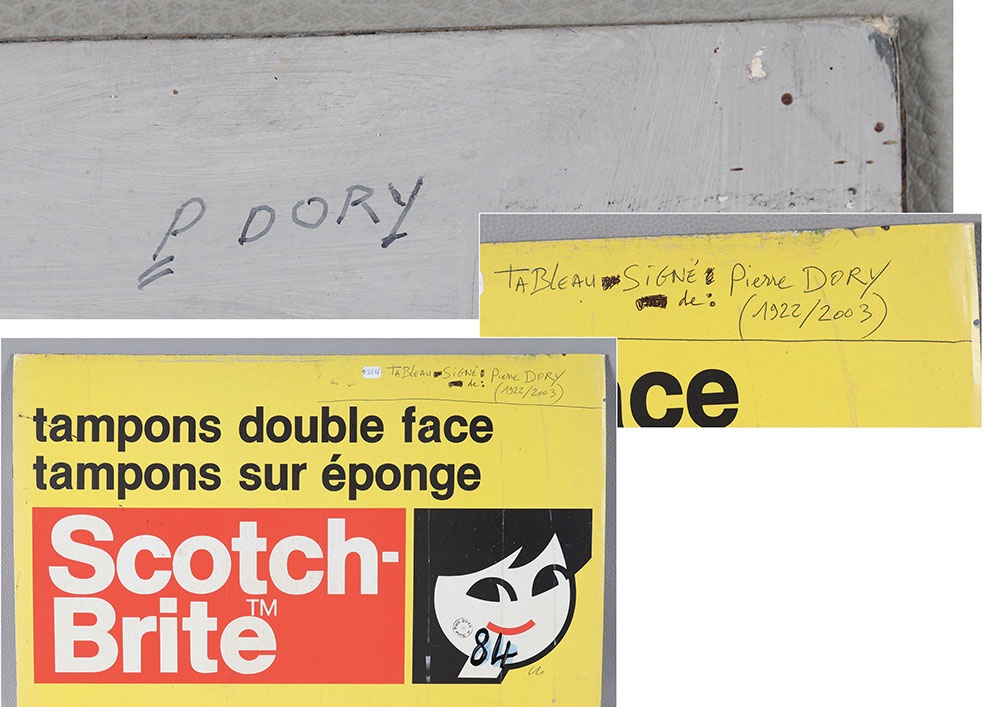 P DORY
TABLEAU SIGNÉ: Pierre DORY
de:
(1922/2003)
ce
TABLEAU SIGNÉ: Pierre DORY
de:
(1922/2003)
tampons double face
tampons sur éponge
Scotch-
Brite™
84